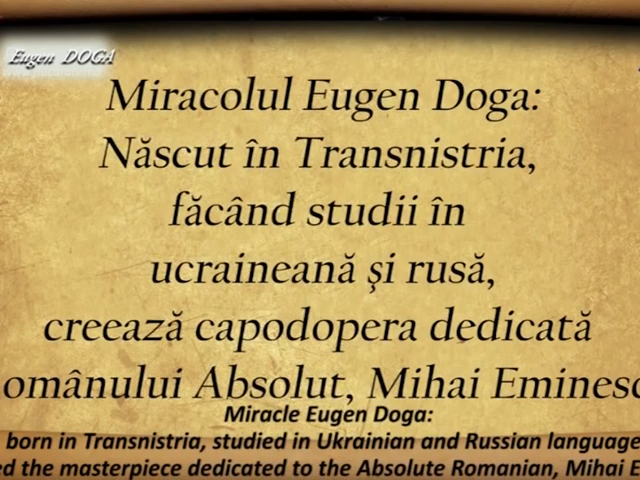 Eugen DOGA
Miracolul Eugen Doga:
Născut în Transnistria,
făcând studii în
ucraineană şi rusă,
creează capodopera dedicată
omânului Absolut, Mihai Eminesc
Miracle Eugen Doga:
born in Transnistria, studied in Ukrainian and Russian language
ed the masterpiece dedicated to the Absolute Romanian, Mihai E